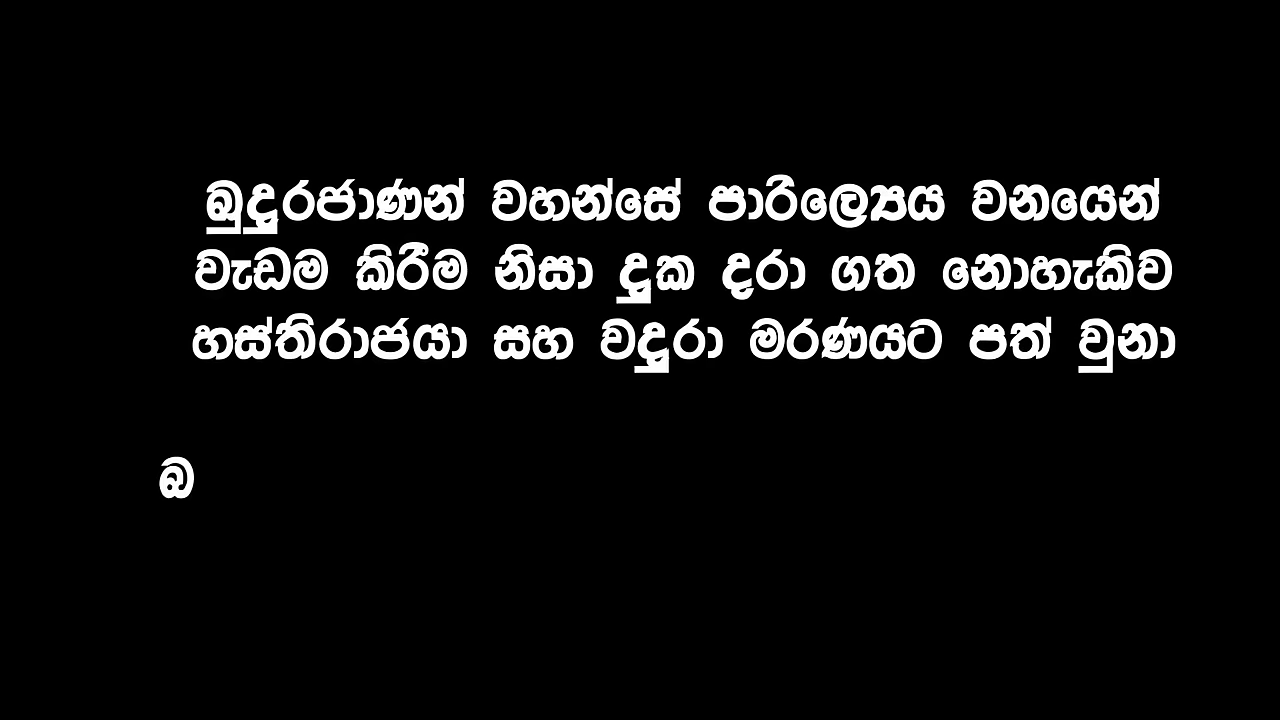 බුදුරජාණන් වහන්සේ පාරිලෙය්‍යය වනයෙන්
වැඩම කිරීම නිසා දුක දරා ගත නොහැකිව
හස්තිරාජයා සහ වදුරා මරණයට පත් වුනා
බ